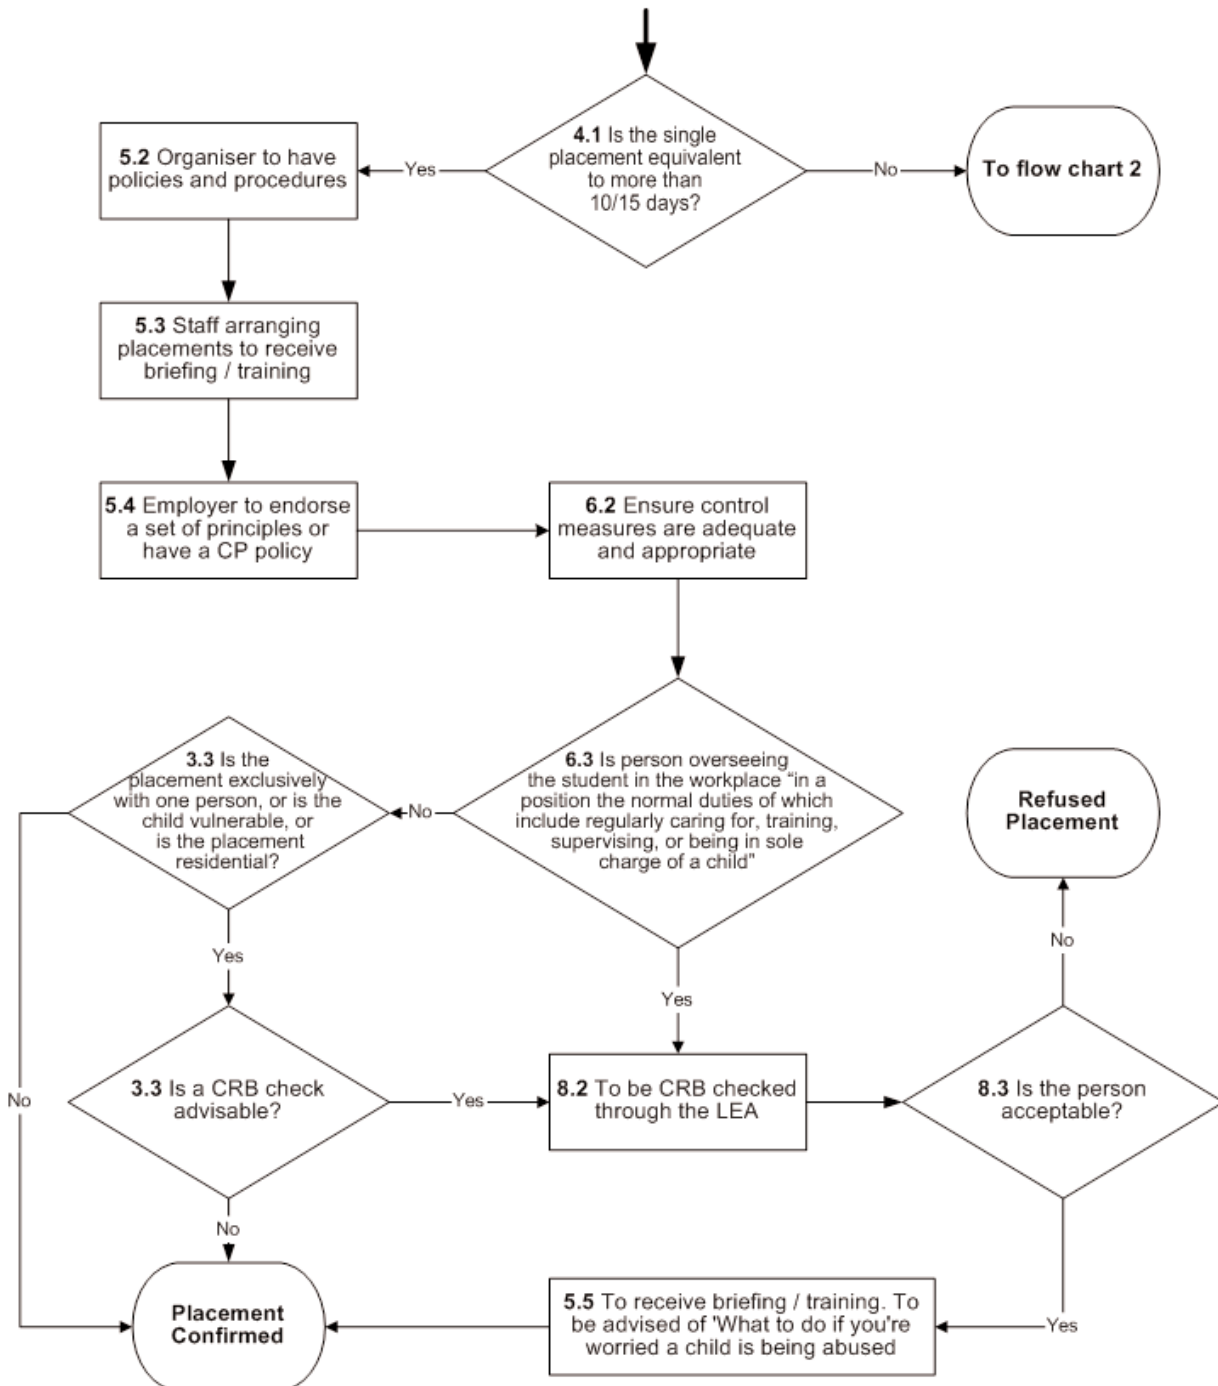 4.1 Is the single
placement equivalent
to more than
10/15 days?
Yes
No
5.2 Organiser to have
policies and procedures
To flow chart 2
5.3 Staff arranging
placements to receive
briefing / training
5.4 Employer to endorse
a set of principles or
have a CP policy
6.2 Ensure control
measures are adequate
and appropriate
6.3 Is person overseeing
the student in the workplace “in a
position the normal duties of which
include regularly caring for, training,
supervising, or being in sole
charge of a child”
No
3.3 Is the
placement exclusively
with one person, or is the
child vulnerable, or
is the placement
residential?
Refused
Placement
Yes
Yes
No
No
3.3 Is a CRB check
advisable?
Yes
8.2 To be CRB checked
through the LEA
8.3 Is the person
acceptable?
No
Yes
5.5 To receive briefing / training. To
be advised of 'What to do if you're
worried a child is being abused
Placement
Confirmed